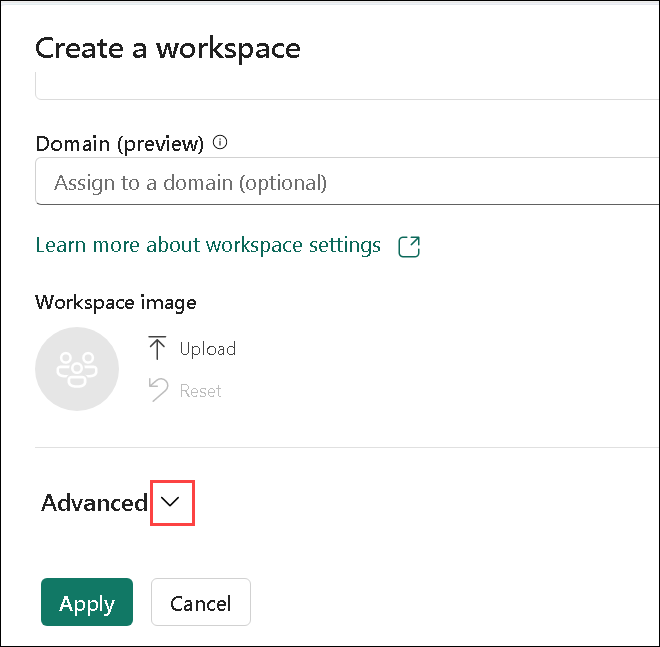 Create a workspace
Domain (preview)
Assign to a domain (optional)
Learn more about workspace settings
Workspace image
Upload
Reset
Advanced
Apply
Cancel